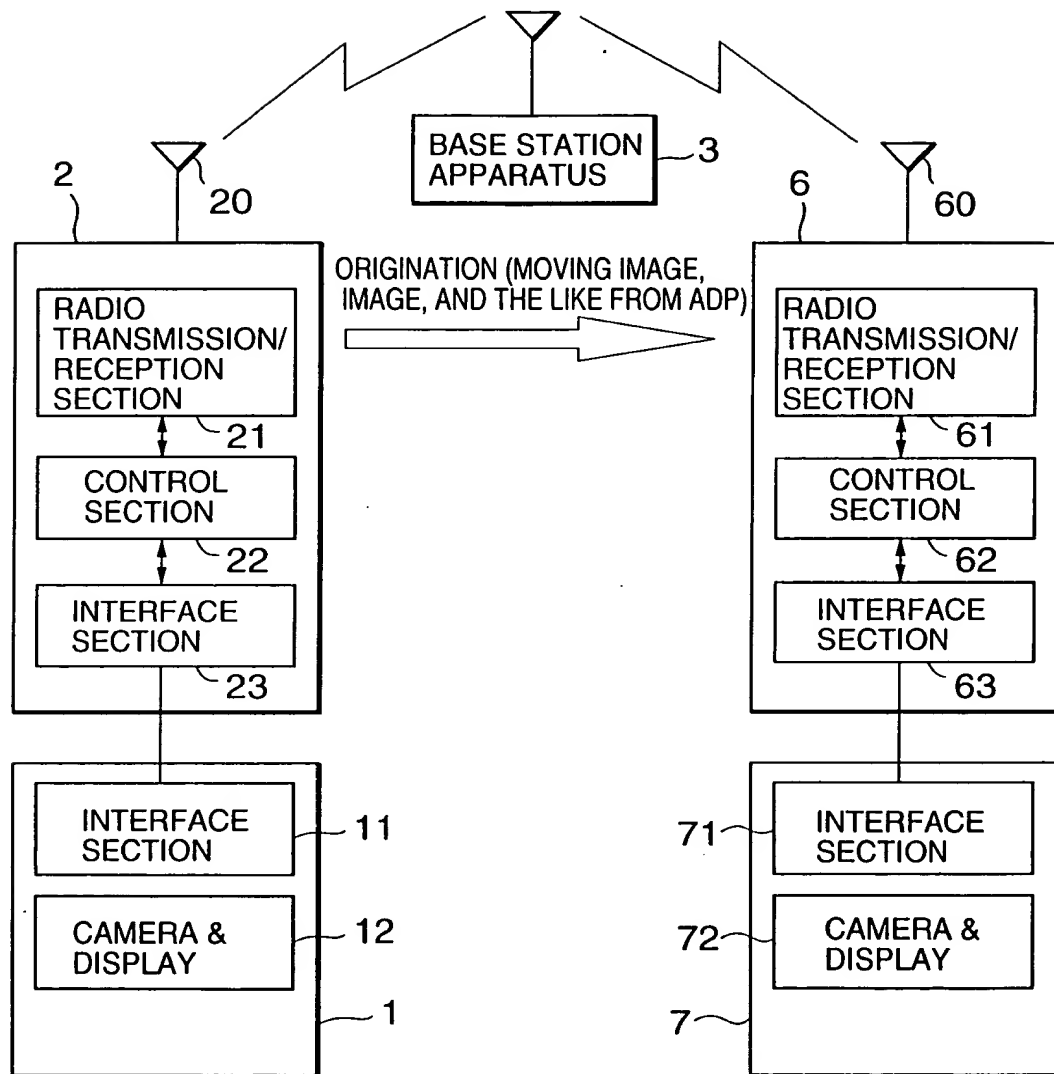 BASE STATION
APPARATUS
3
2
20
6
60
ORIGINATION (MOVING IMAGE,
IMAGE, AND THE LIKE FROM ADP)
RADIO
TRANSMISSION/
RECEPTION
SECTION
21
CONTROL
SECTION
22
INTERFACE
SECTION
23
INTERFACE
SECTION
11
CAMERA &
DISPLAY
12
1
RADIO
TRANSMISSION/
RECEPTION
SECTION
61
CONTROL
SECTION
62
INTERFACE
SECTION
63
71
INTERFACE
SECTION
72
CAMERA &
DISPLAY
7